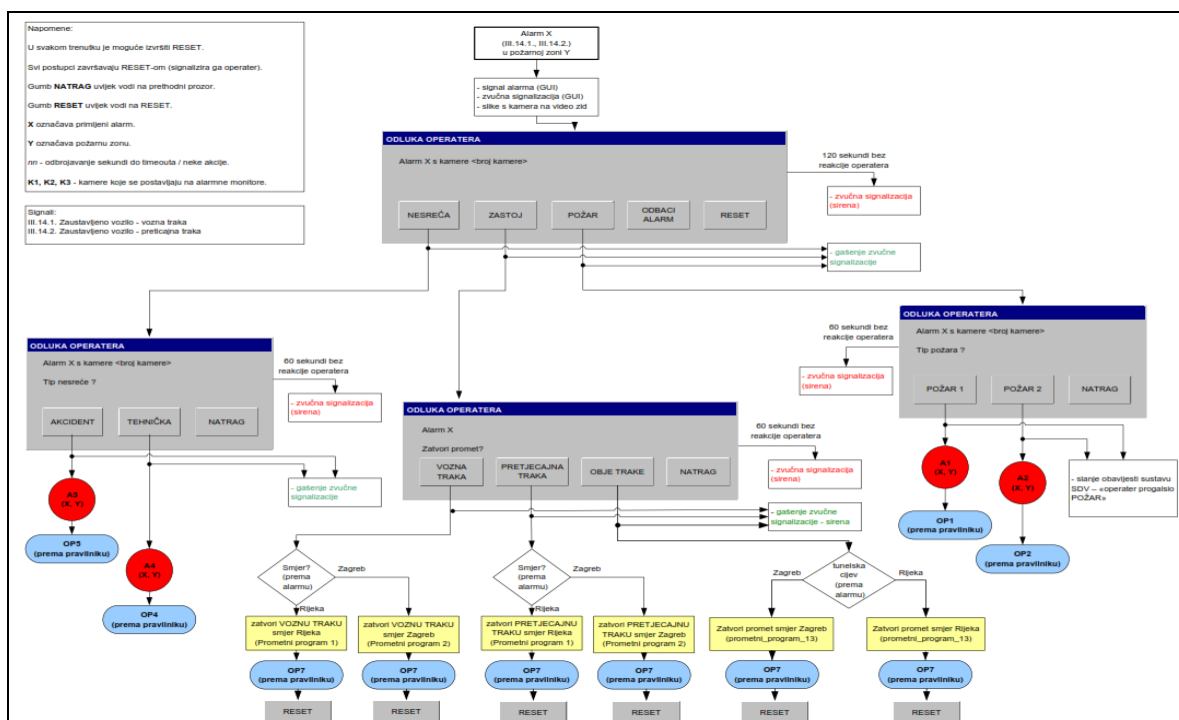 Napomene:
U svakom trenutku je moguće izvršiti RESET.
Svi postupci završavaju RESET-om (signalizira ga operater).
Gumb NATRAG uvijek vodi na prethodni prozor.
Gumb RESET uvijek vodi na RESET.
X označava primljeni alarm.
Y označava požarnu zonu.
nn - odbrojavanje sekundi do timeouta / neke akcije.
K1, K2, K3 - kamere koje se postavljaju na alarmne monitore.
Signali:
III.14.1. Zaustavljeno vozilo - vozna traka
III.14.2. Zaustavljeno vozilo - preticajna traka
Alarm X
(III.14.1., III.14.2.)
u požarnoj zoni Y
- signal alarma (GUI)
- zvučna signalizacija (GUI)
- slike s kamera na video zid
ODLUKA OPERATERA
Alarm X s kamere <broj kamere>
NESREĆA
ZASTOJ
POŽAR
ODBACI
ALARM
RESET
120 sekundi bez
reakcije operatera
- zvučna signalizacija
(sirena)
- gašenje zvučne
signalizacije
ODLUKA OPERATERA
Alarm X s kamere <broj kamere>
Tip nesreće ?
AKCIDENT
TEHNIČKA
NATRAG
60 sekundi bez
reakcije operatera
- zvučna signalizacija
(sirena)
- gašenje zvučne
signalizacije
A5
(X, Y)
OP5
(prema pravilniku)
A4
(X, Y)
OP4
(prema pravilniku)
ODLUKA OPERATERA
Alarm X
Zatvori promet?
VOZNA
TRAKA
PRETJECAJNA
TRAKA
OBJE TRAKE
NATRAG
60 sekundi bez
reakcije operatera
- zvučna signalizacija
(sirena)
- gašenje zvučne
signalizacije - sirena
ODLUKA OPERATERA
Alarm X s kamere <broj kamere>
Tip požara ?
POŽAR 1
POŽAR 2
NATRAG
60 sekundi bez
reakcije operatera
- zvučna signalizacija
(sirena)
A1
(X, Y)
OP1
(prema pravilniku)
A2
(X, Y)
OP2
(prema pravilniku)
- slanje obavijesti sustavu
SDV – «operater progalsio
POŽAR»
Smjer?
(prema
alarmu)
Zagreb
Rijeka
Smjer?
(prema
alarmu)
Zagreb
Rijeka
Zagreb
tunelska
cijev
(prema
alarmu)
Rijeka
zatvori VOZNU TRAKU
smjer Rijeka
(Prometni program 1)
zatvori VOZNU TRAKU
smjer Zagreb
(Prometni program 2)
zatvori PRETJECAJNU
TRAKU smjer Rijeka
(Prometni program 1)
zatvori PRETJECAJNU
TRAKU smjer Zagreb
(Prometni program 2)
Zatvori promet smjer Zagreb
(prometni_program_13)
Zatvori promet smjer Rijeka
(prometni_program_13)
OP7
(prema pravilniku)
OP7
(prema pravilniku)
OP7
(prema pravilniku)
OP7
(prema pravilniku)
OP7
(prema pravilniku)
OP7
(prema pravilniku)
RESET
RESET
RESET
RESET
RESET
RESET